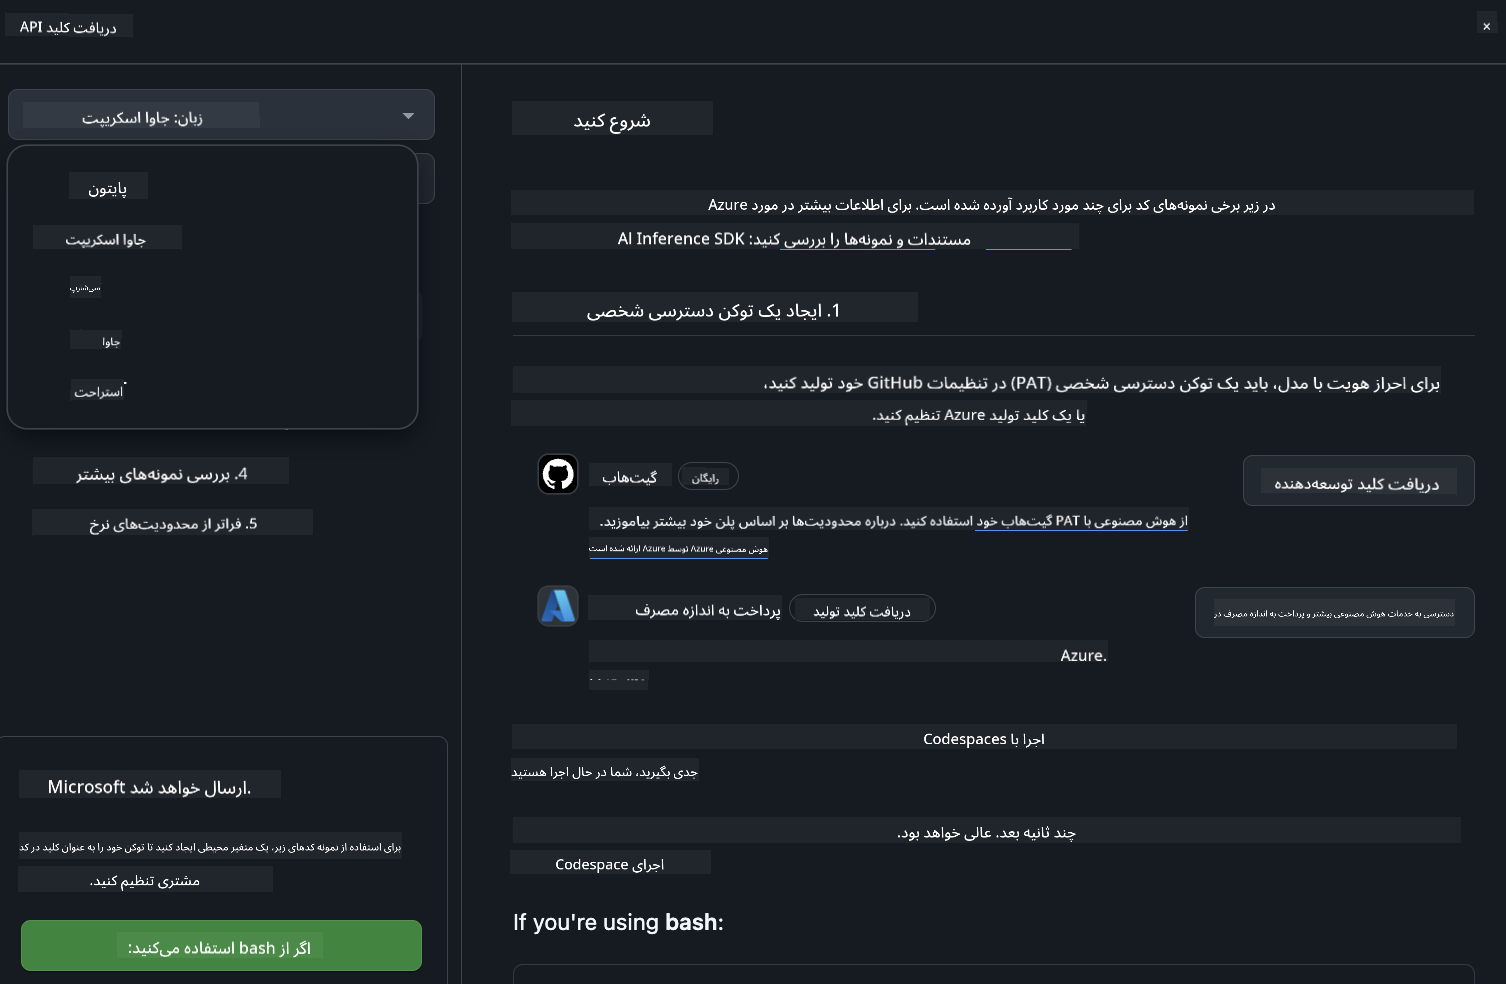 دریافت کلید API
×
زبان: جاوا اسکریپت
پایتون
جاوا اسکریپت
سی‌شارپ
جاوا
استراحت
4. بررسی نمونه‌های بیشتر
5. فراتر از محدودیت‌های نرخ
Microsoft ارسال خواهد شد.
برای استفاده از نمونه کدهای زیر، یک متغیر محیطی ایجاد کنید تا توکن خود را به عنوان کلید در کد
مشتری تنظیم کنید.
اگر از bash استفاده می‌کنید:
شروع کنید
در زیر برخی نمونه‌های کد برای چند مورد کاربرد آورده شده است. برای اطلاعات بیشتر در مورد Azure
AI Inference SDK: مستندات و نمونه‌ها را بررسی کنید
1. ایجاد یک توکن دسترسی شخصی
برای احراز هویت با مدل، باید یک توکن دسترسی شخصی (PAT) در تنظیمات GitHub خود تولید کنید،
یا یک کلید تولید Azure تنظیم کنید.
گیت‌هاب
رایگان
دریافت کلید توسعه‌دهنده
از هوش مصنوعی با PAT گیت‌هاب خود استفاده کنید. درباره محدودیت‌ها بر اساس پلن خود بیشتر بیاموزید.
هوش مصنوعی Azure توسط Azure ارائه شده است
پرداخت به اندازه مصرف
دریافت کلید تولید
دسترسی به خدمات هوش مصنوعی بیشتر و پرداخت به اندازه مصرف در
Azure.
اجرا با Codespaces
جدی بگیرید، شما در حال اجرا هستید
چند ثانیه بعد. عالی خواهد بود.
اجرای Codespace
If you're using bash: